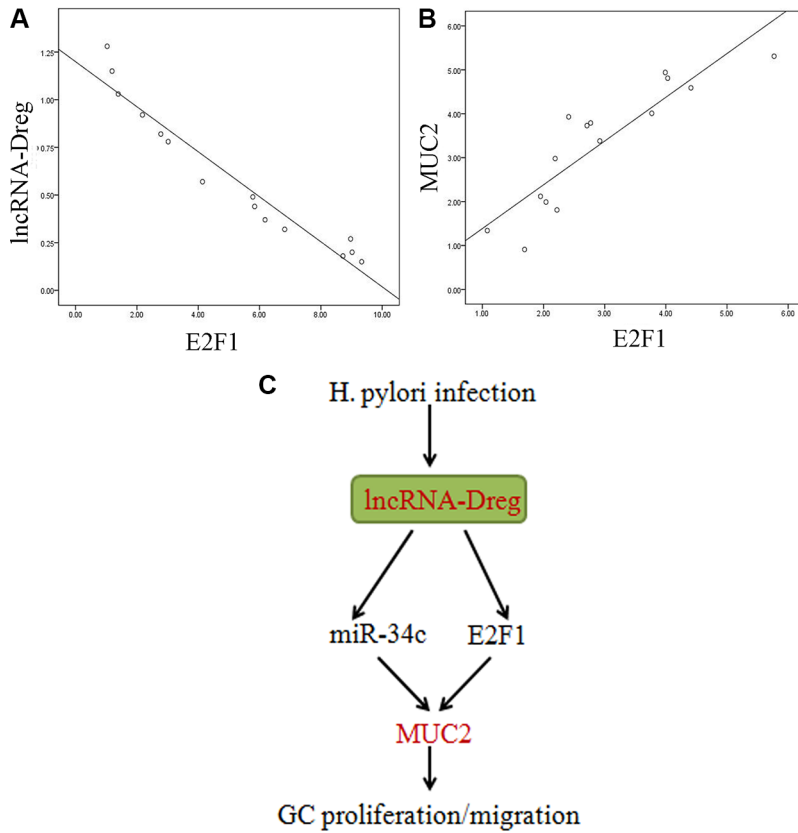 A
lncRNA-Dreg
1.25
1.00
0.75
0.50
0.25
0.00
0.00 2.00 4.00 6.00 8.00 10.00
E2F1
B
MUC2
6.00
5.00
4.00
3.00
2.00
1.00
0.00
1.00 2.00 3.00 4.00 5.00 6.00
E2F1
C
H. pylori infection
lncRNA-Dreg
miR-34c E2F1
MUC2
GC proliferation/migration